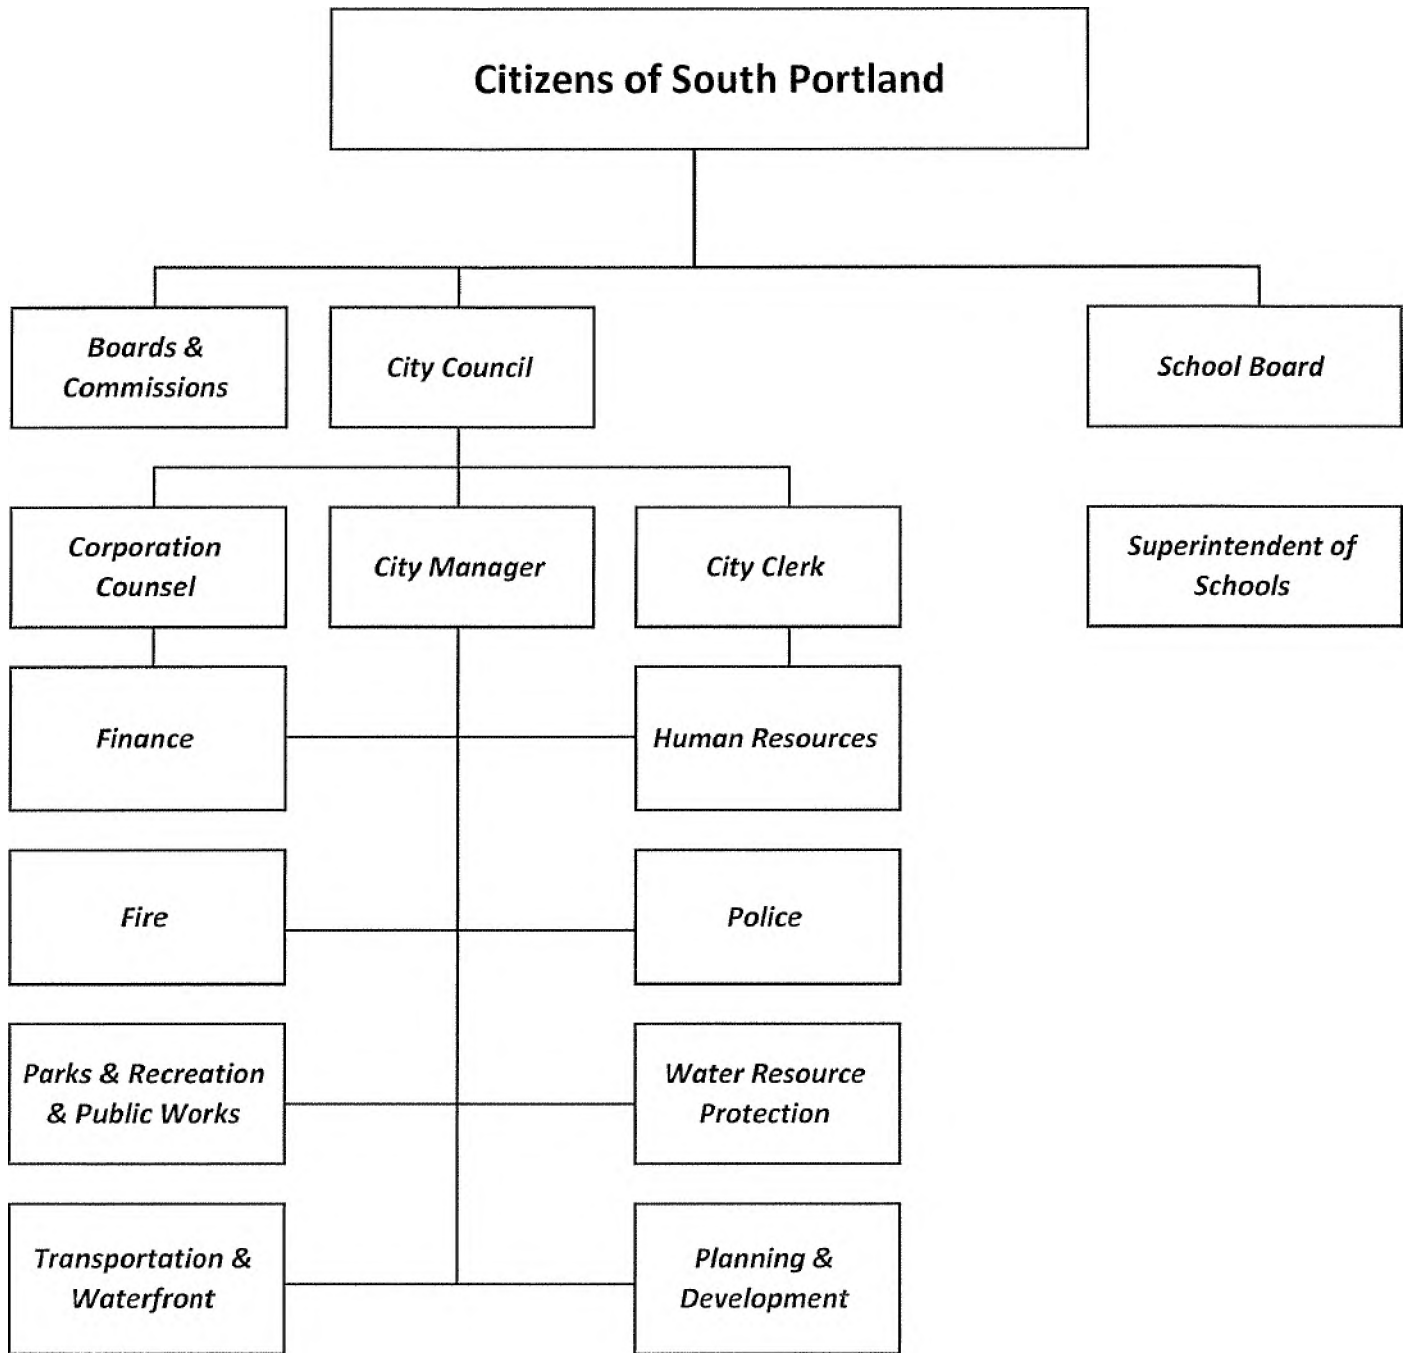 Citizens of South Portland
Boards &
Commissions
City Council
School Board
Corporation
Counsel
City Manager
City Clerk
Superintendent of
Schools
Finance
Human Resources
Fire
Police
Parks & Recreation
& Public Works
Water Resource
Protection
Transportation &
Waterfront
Planning &
Development